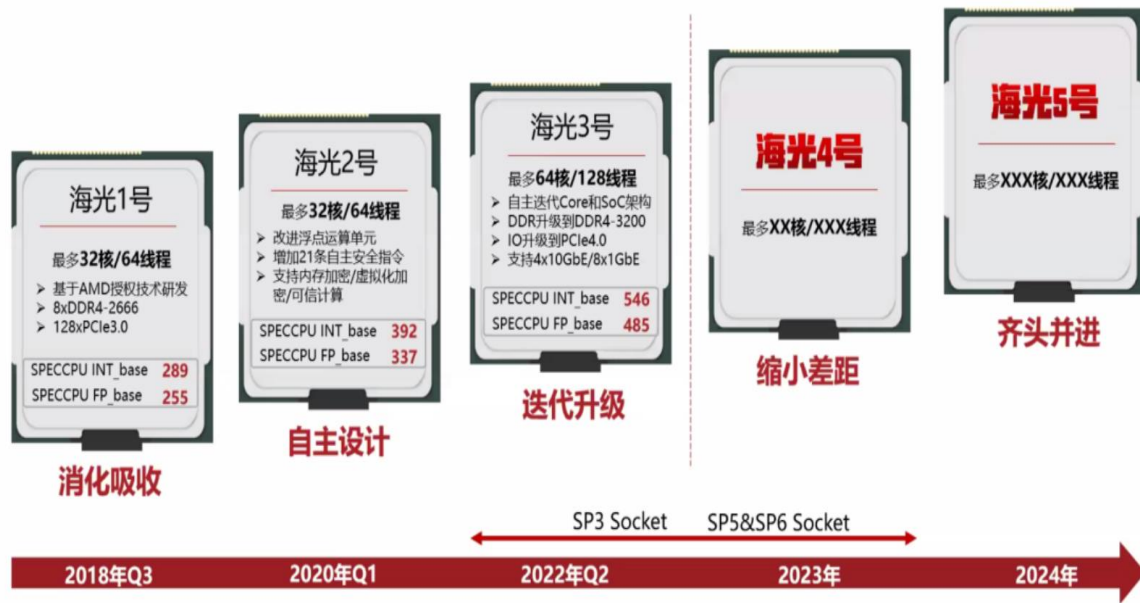 海光1号
最多32核/64线程
➢ 基于AMD授权技术研发
➢ 8xDDR4-2666
➢ 128xPCIe3.0
SPECCPU INT_base 289
SPECCPU FP_base 255
消化吸收
海光2号
最多32核/64线程
➢ 改进浮点运算单元
➢ 增加21条自主安全指令
➢ 支持内存加密/虚拟化加
密/可信计算
SPECCPU INT_base 392
SPECCPU FP_base 337
自主设计
海光3号
最多64核/128线程
➢ 自主迭代Core和SoC架构
➢ DDR升级到DDR4-3200
➢ IO升级到PCIe4.0
➢ 支持4x10GbE/8x1GbE
SPECCPU INT_base 546
SPECCPU FP_base 485
迭代升级
海光4号
最多XX核/XXX线程
缩小差距
海光5号
最多XXX核/XXX线程
齐头并进
SP3 Socket SP5&SP6 Socket
2018年Q3 2020年Q1 2022年Q2 2023年 2024年